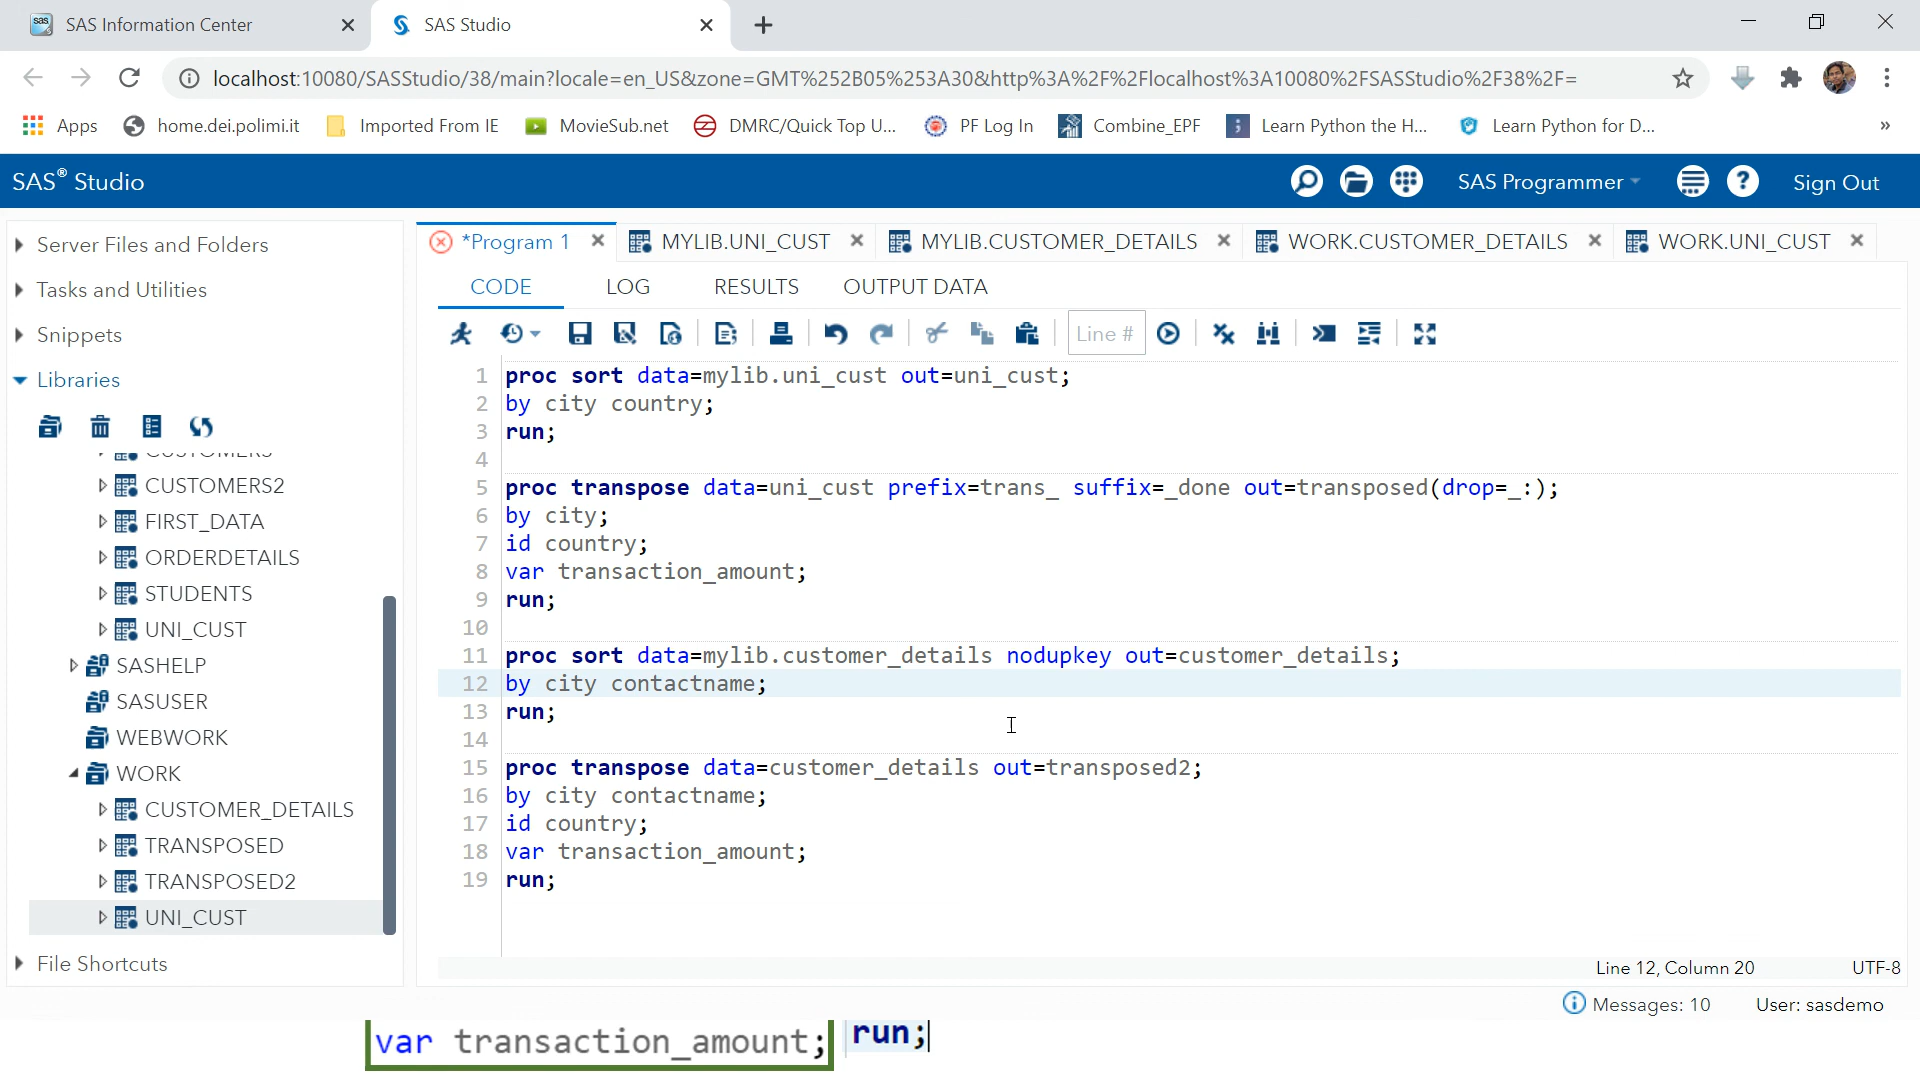 SAS Information Center
SAS Studio
localhost:10080/SASStudio/38/main?locale=en_US&zone=GMT%252B05%253A30&http%3A%2F%2Flocalhost%3A10080%2FSASStudio%2F38%2F=
Apps home.dei.polimi.it Imported From IE MovieSub.net DMRC/Quick Top U... PF Log In Combine_EPF Learn Python the H... Learn Python for D... »
SAS® Studio SAS Programmer Sign Out
Server Files and Folders
Tasks and Utilities
Snippets
Libraries
CUSTOMERS
CUSTOMERS2
FIRST_DATA
ORDERDETAILS
STUDENTS
UNI_CUST
SASHELP
SASUSER
WEBWORK
WORK
CUSTOMER_DETAILS
TRANSPOSED
TRANSPOSED2
UNI_CUST
File Shortcuts
*Program 1 MYLIB.UNI_CUST MYLIB.CUSTOMER_DETAILS WORK.CUSTOMER_DETAILS WORK.UNI_CUST
CODE LOG RESULTS OUTPUT DATA
Line #
1 proc sort data=mylib.uni_cust out=uni_cust;
2 by city country;
3 run;
4
5 proc transpose data=uni_cust prefix=trans_ suffix=_done out=transposed(drop=_:);
6 by city;
7 id country;
8 var transaction_amount;
9 run;
10
11 proc sort data=mylib.customer_details nodupkey out=customer_details;
12 by city contactname;
13 run;
14
15 proc transpose data=customer_details out=transposed2;
16 by city contactname;
17 id country;
18 var transaction_amount;
19 run;
Line 12, Column 20 UTF-8
Messages: 10 User: sasdemo
var transaction_amount; run;